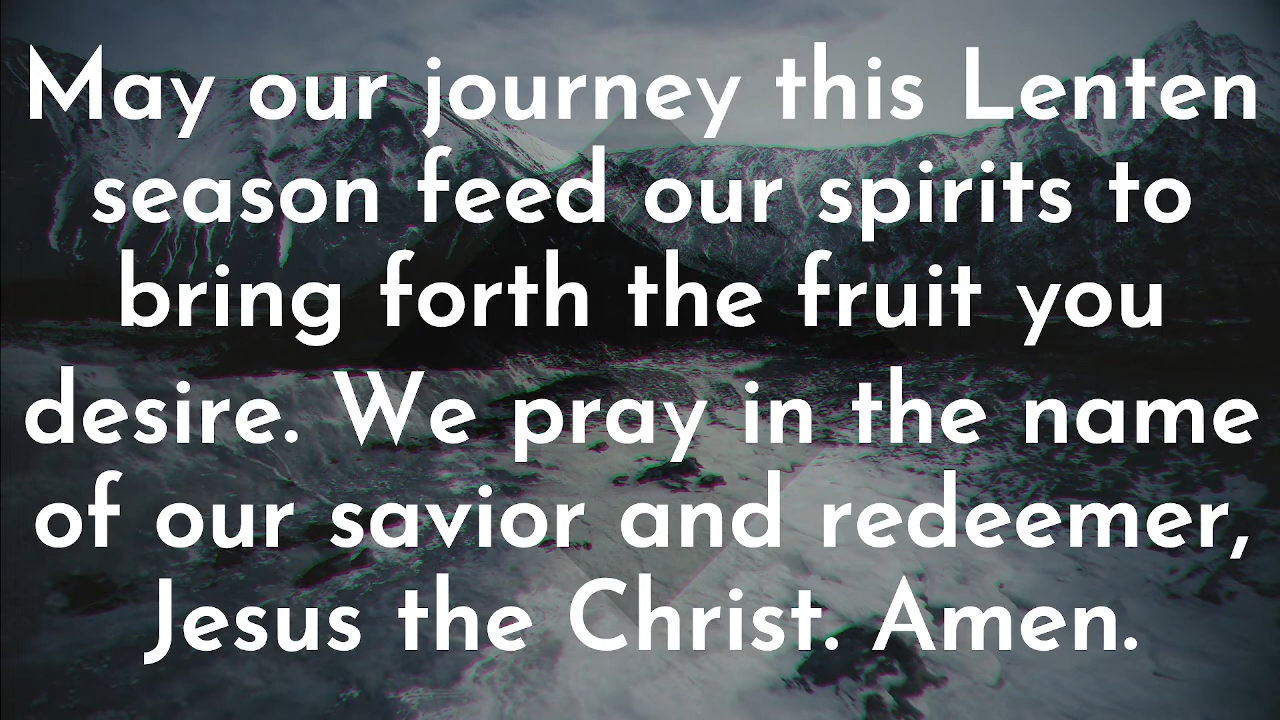 May our journey this Lenten
season feed our spirits to
bring forth the fruit you
desire. We pray in the name
of our savior and redeemer,
Jesus the Christ. Amen.